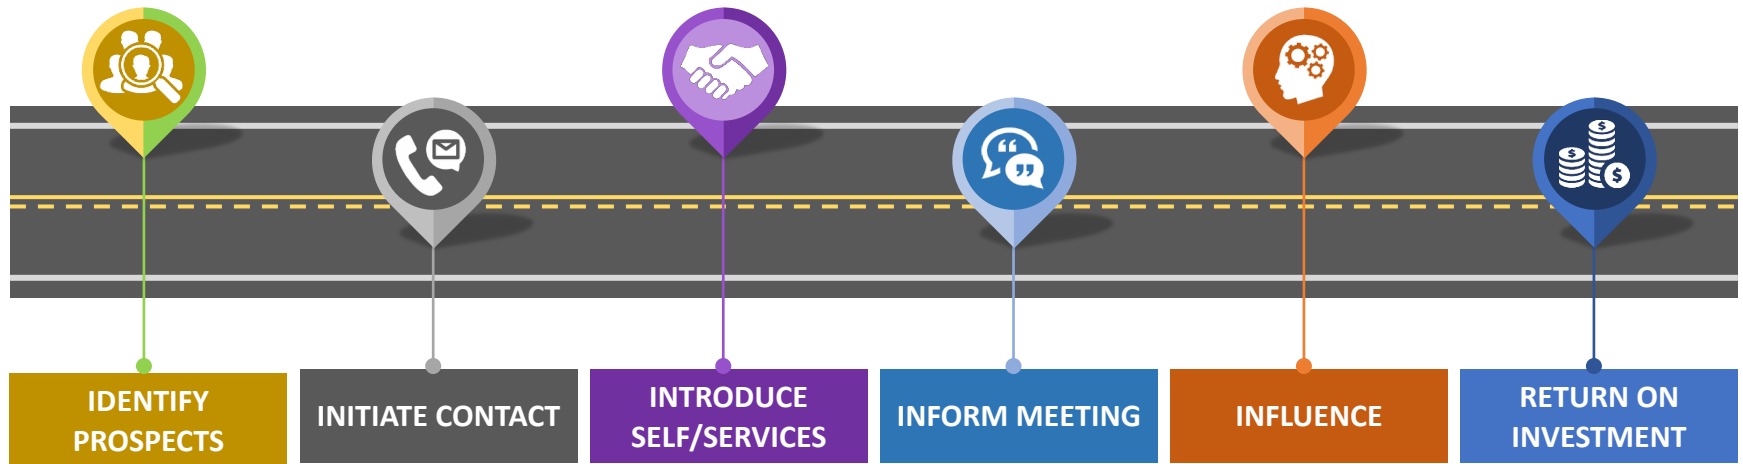 IDENTIFY
PROSPECTS
INITIATE CONTACT
INTRODUCE
SELF/SERVICES
INFORM MEETING
INFLUENCE
RETURN ON
INVESTMENT